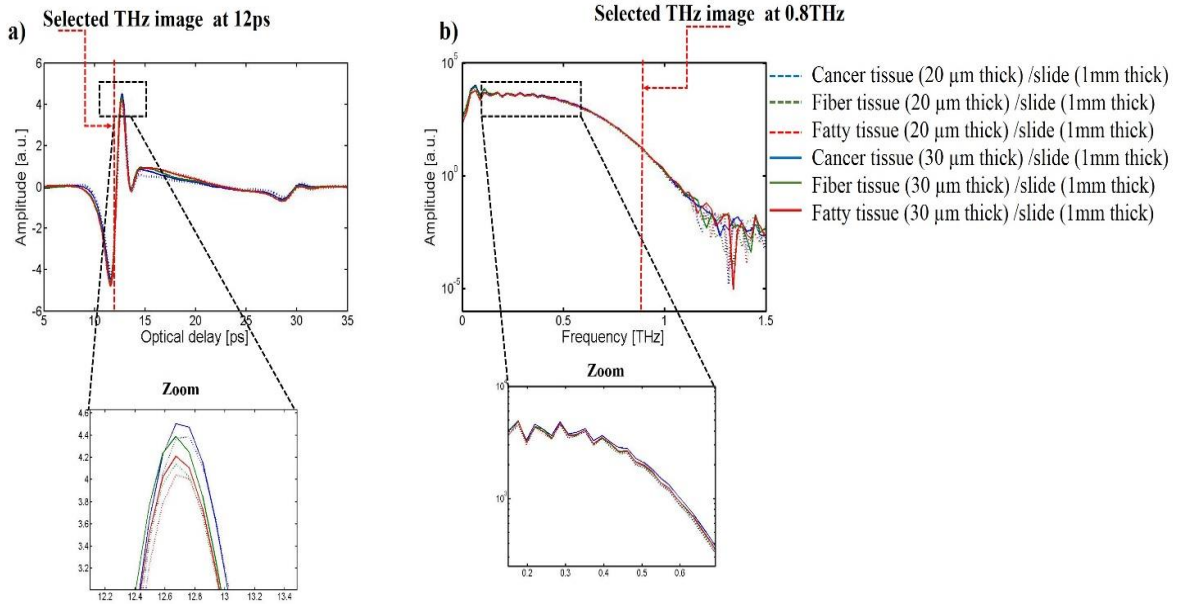 Selected THz image at 12ps
a)
6
4
2
0
-2
-4
-6
Amplitude [a.u.]
5 10 15 20 25 30 35
Optical delay [ps]
Zoom
4.6
4.4
4.2
4
3.8
3.6
3.4
3.2
12.2 12.4 12.6 12.8 13 13.2 13.4
Selected THz image at 0.8THz
b)
10^5
10^0
10^-5
Amplitude [a.u.]
0 0.5 1 1.5
Frequency [THz]
Zoom
0.2 0.3 0.4 0.5 0.6
Cancer tissue (20 µm thick) /slide (1mm thick)
Fiber tissue (20 µm thick) /slide (1mm thick)
Fatty tissue (20 µm thick) /slide (1mm thick)
Cancer tissue (30 µm thick) /slide (1mm thick)
Fiber tissue (30 µm thick) /slide (1mm thick)
Fatty tissue (30 µm thick) /slide (1mm thick)